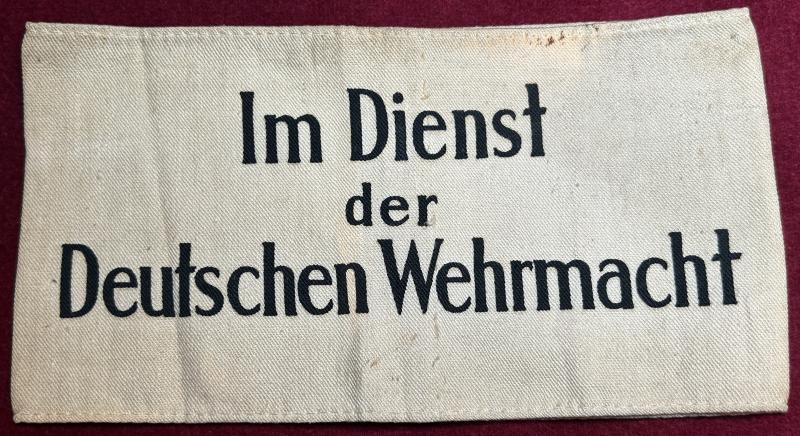 Im Dienst
der
Deutschen Wehrmacht